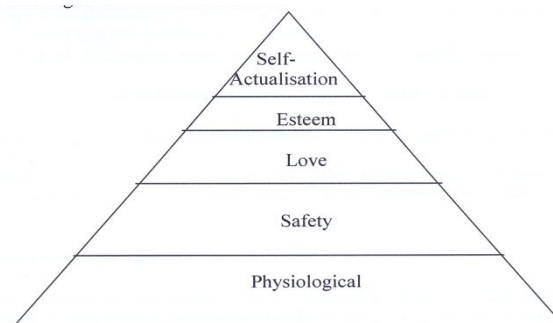 Self-
Actualisation
Esteem
Love
Safety
Physiological